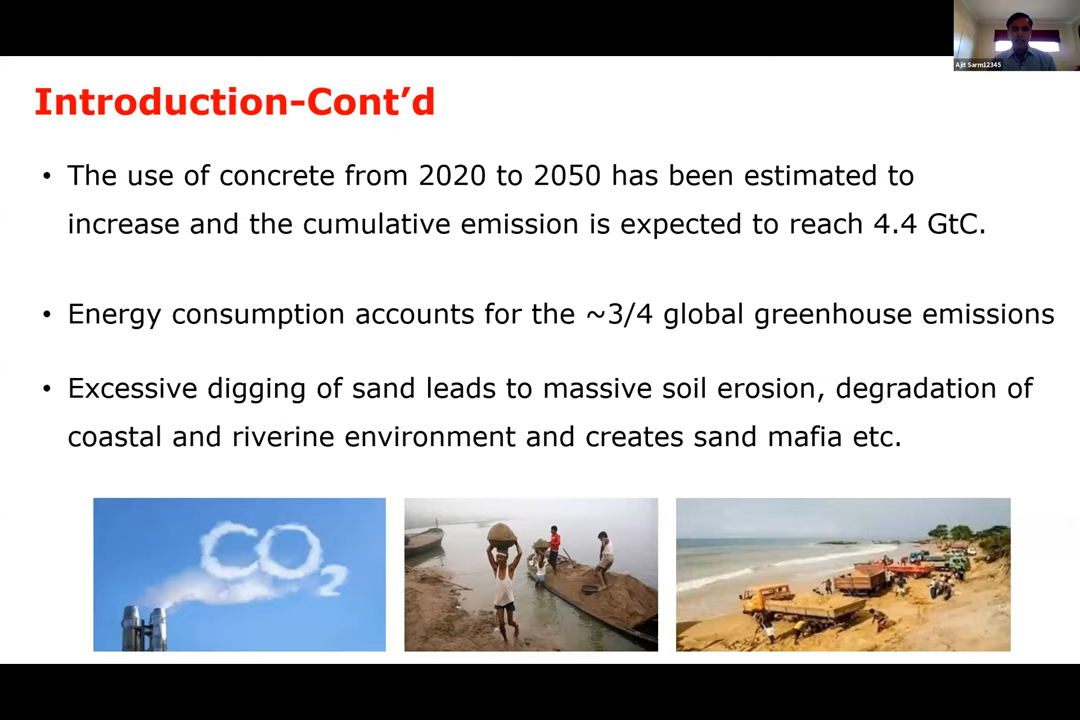 Ajit Sarm12345
Introduction-Cont’d
• The use of concrete from 2020 to 2050 has been estimated to
increase and the cumulative emission is expected to reach 4.4 GtC.
• Energy consumption accounts for the ~3/4 global greenhouse emissions
• Excessive digging of sand leads to massive soil erosion, degradation of
coastal and riverine environment and creates sand mafia etc.
CO2